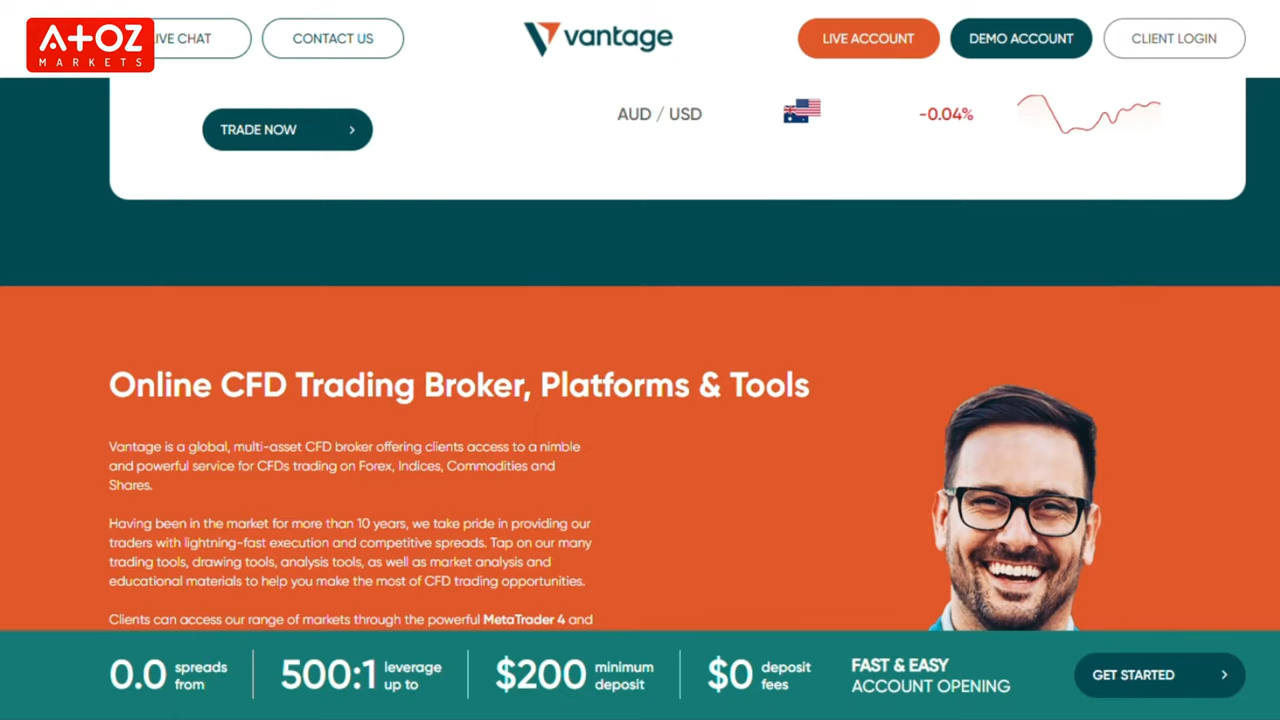 A+OZ
MARKETS
LIVE CHAT
CONTACT US
vantage
LIVE ACCOUNT
DEMO ACCOUNT
CLIENT LOGIN
TRADE NOW
AUD / USD
-0.04%
Online CFD Trading Broker, Platforms & Tools
Vantage is a global, multi-asset CFD broker offering clients access to a nimble
and powerful service for CFDs trading on Forex, Indices, Commodities and
Shares.
Having been in the market for more than 10 years, we take pride in providing our
traders with lightning-fast execution and competitive spreads. Tap on our many
trading tools, drawing tools, analysis tools, as well as market analysis and
educational materials to help you make the most of CFD trading opportunities.
Clients can access our range of markets through the powerful MetaTrader 4 and
0.0 spreads from
500:1 leverage up to
$200 minimum deposit
$0 deposit fees
FAST & EASY
ACCOUNT OPENING
GET STARTED